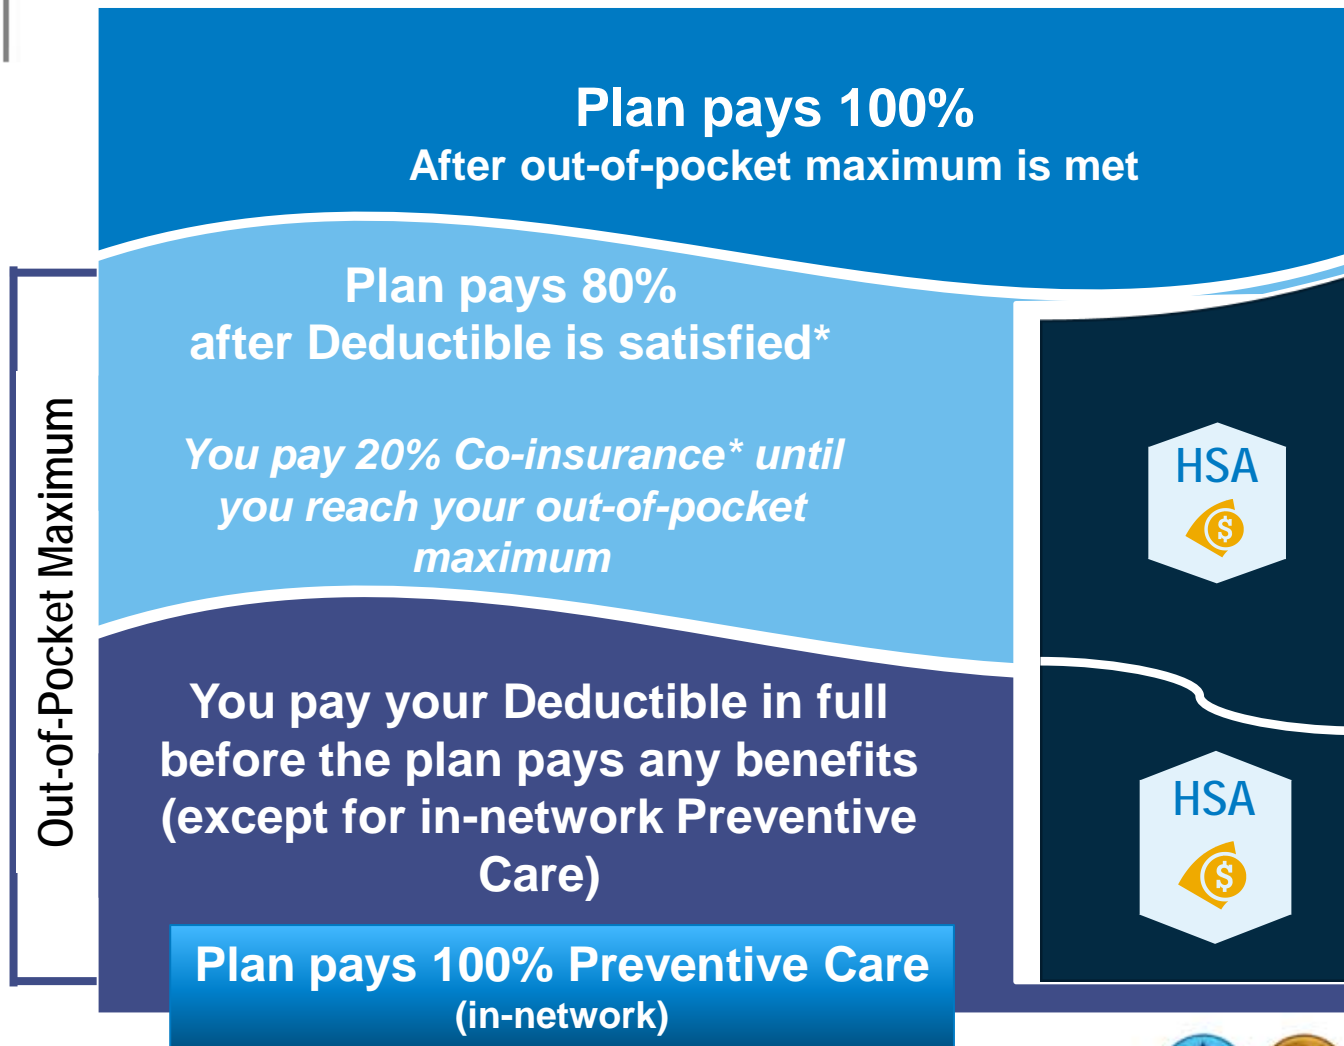 Plan pays 100%
After out-of-pocket maximum is met
Plan pays 80%
after Deductible is satisfied*
You pay 20% Co-insurance* until
you reach your out-of-pocket
maximum
Out-of-Pocket Maximum
HSA
$
You pay your Deductible in full
before the plan pays any benefits
(except for in-network Preventive
Care)
HSA
$
Plan pays 100% Preventive Care
(in-network)